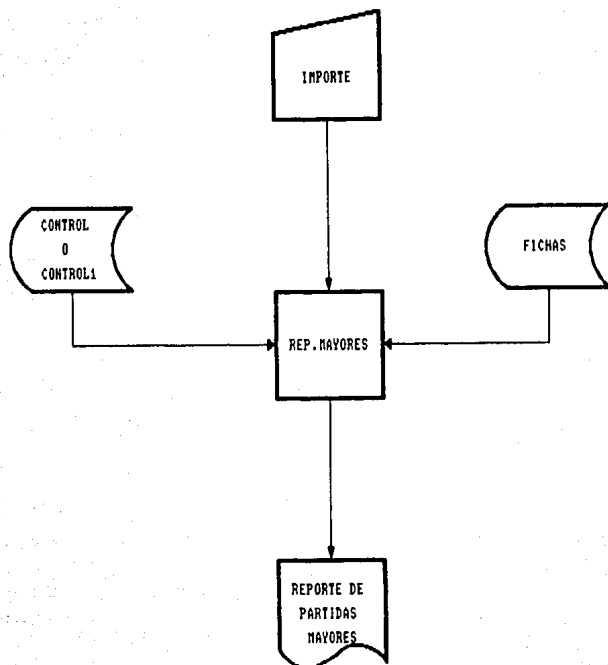 IMPORTE
CONTROL
O
CONTROL1
FICHAS
REP.MAYORES
REPORTE DE
PARTIDAS
MAYORES